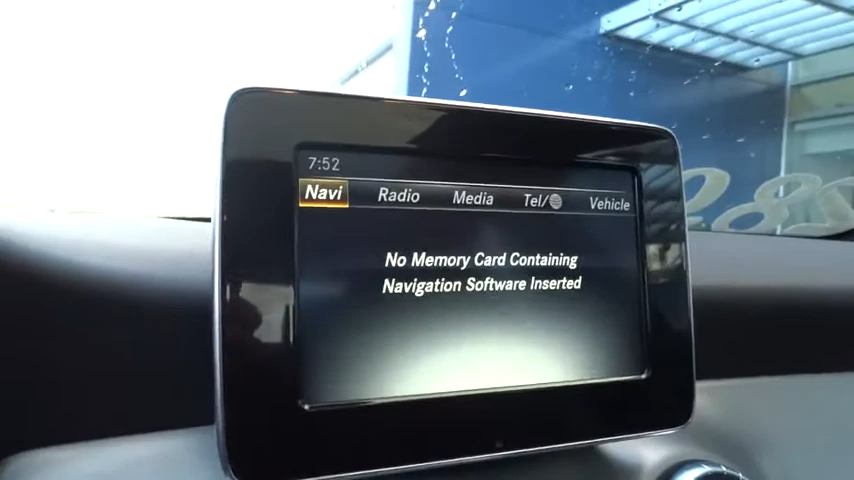 7:52
Navi Radio Media Tel/ Vehicle
No Memory Card Containing
Navigation Software Inserted